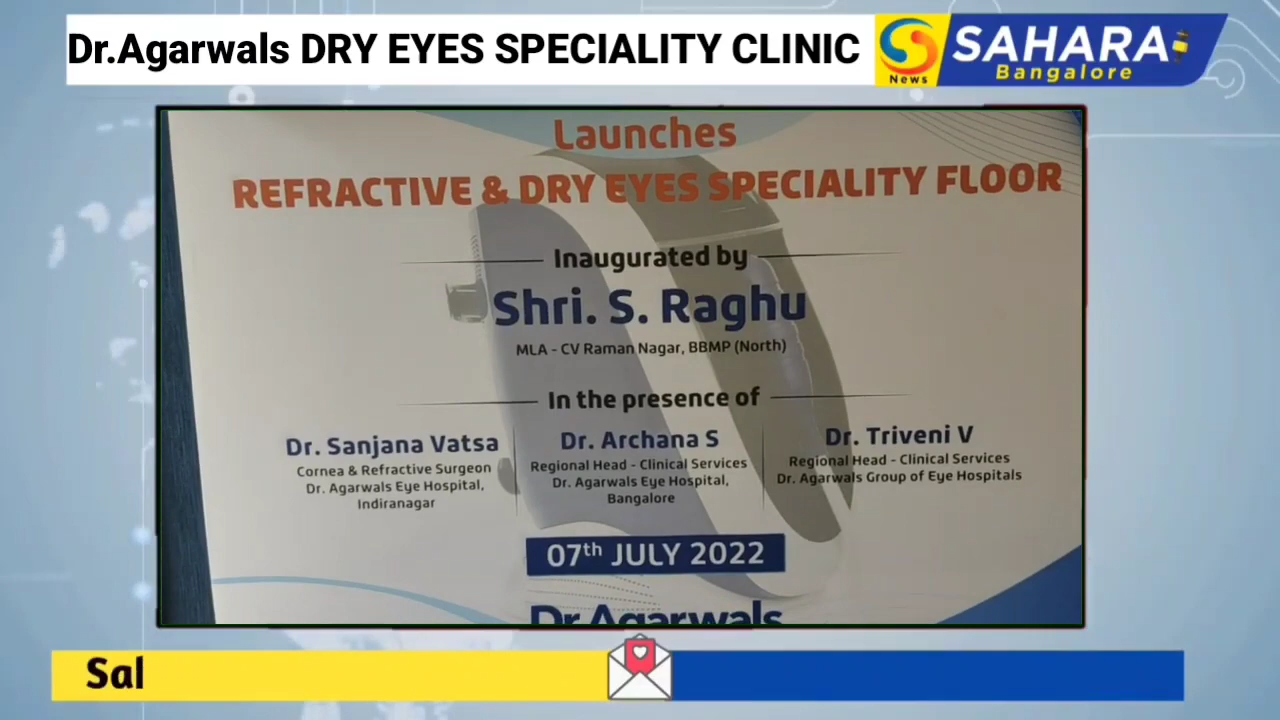 Dr.Agarwals DRY EYES SPECIALITY CLINIC
S News SAHARA Bangalore
Launches
REFRACTIVE & DRY EYES SPECIALITY FLOOR
Inaugurated by
Shri. S. Raghu
MLA - CV Raman Nagar, BBMP (North)
In the presence of
Dr. Sanjana Vatsa
Cornea & Refractive Surgeon
Dr. Agarwals Eye Hospital,
Indiranagar
Dr. Archana S
Regional Head - Clinical Services
Dr. Agarwals Eye Hospital,
Bangalore
Dr. Triveni V
Regional Head - Clinical Services
Dr. Agarwals Group of Eye Hospitals
07th JULY 2022
Dr.Agarwals
Sal